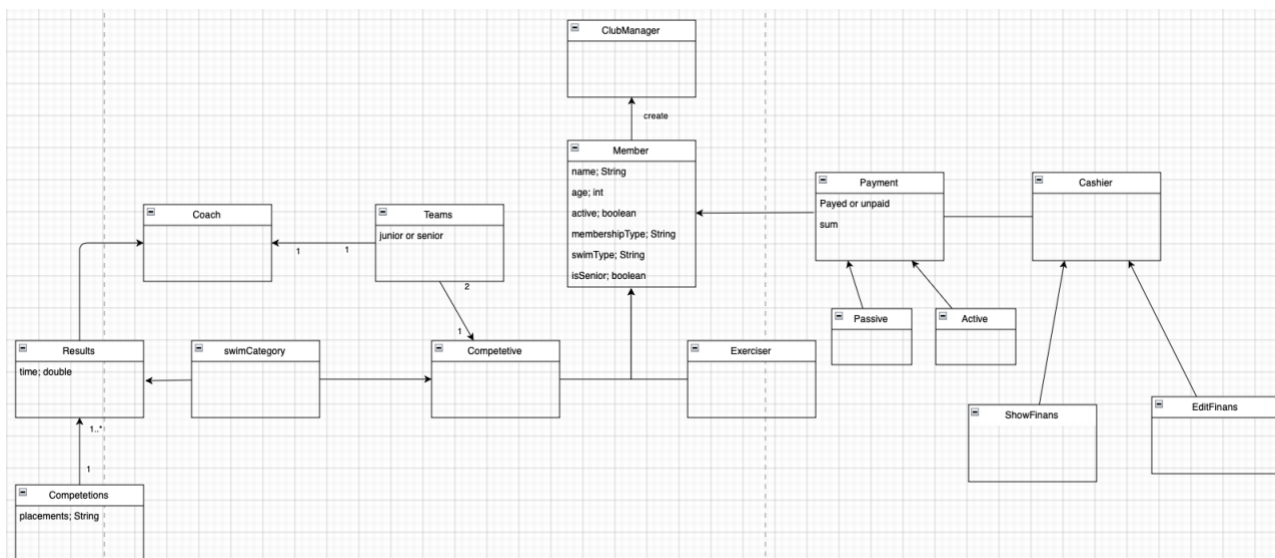 ClubManager
create
Member
name; String
age; int
active; boolean
membershipType; String
swimType; String
isSenior; boolean
Payment
Payed or unpaid
sum
Cashier
Coach
Teams
junior or senior
1
1
2
1
Passive
Active
Results
time; double
swimCategory
Competetive
Exerciser
ShowFinans
EditFinans
1..*
1
Competetions
placements; String